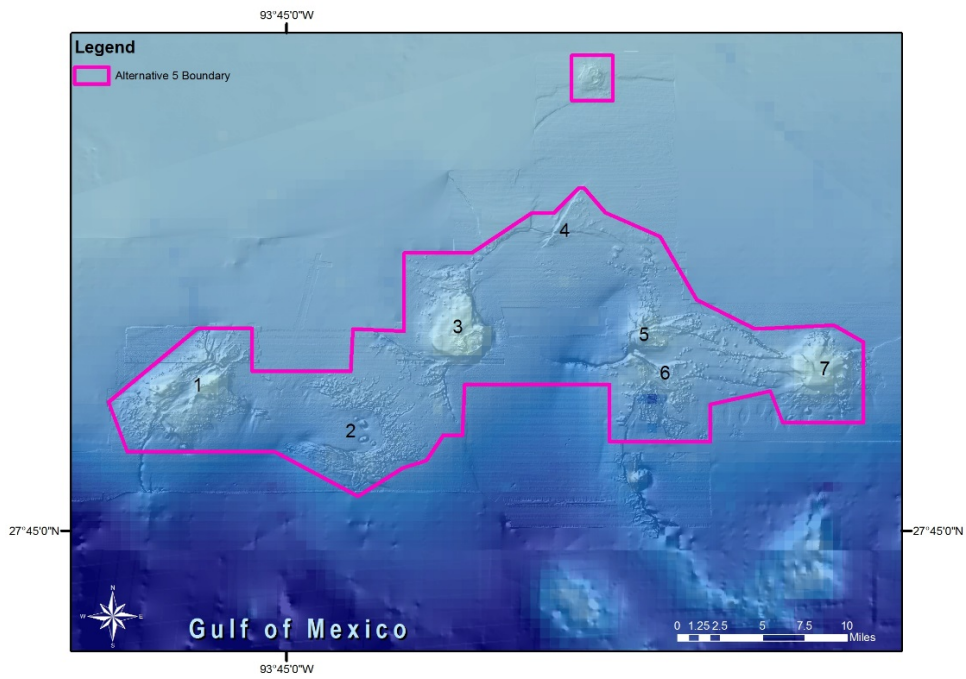 93°45'0"W
Legend
Alternative 5 Boundary
4
3
5
6
7
1
2
27°45'0"N
27°45'0"N
N
W
E
S
Gulf of Mexico
0 1.25 2.5 5 7.5 10
Miles
93°45'0"W